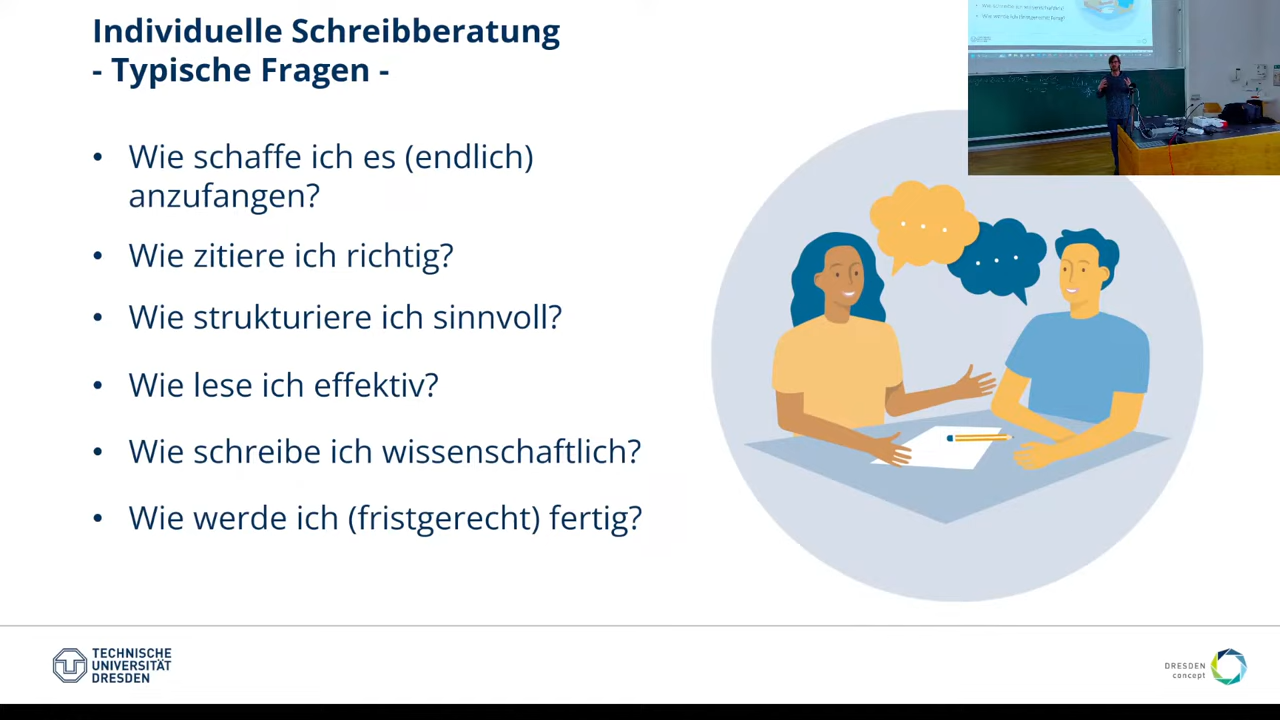 Individuelle Schreibberatung
- Typische Fragen -
• Wie schaffe ich es (endlich)
anzufangen?
• Wie zitiere ich richtig?
• Wie strukturiere ich sinnvoll?
• Wie lese ich effektiv?
• Wie schreibe ich wissenschaftlich?
• Wie werde ich (fristgerecht) fertig?
TECHNISCHE
UNIVERSITÄT
DRESDEN
DRESDEN
concept